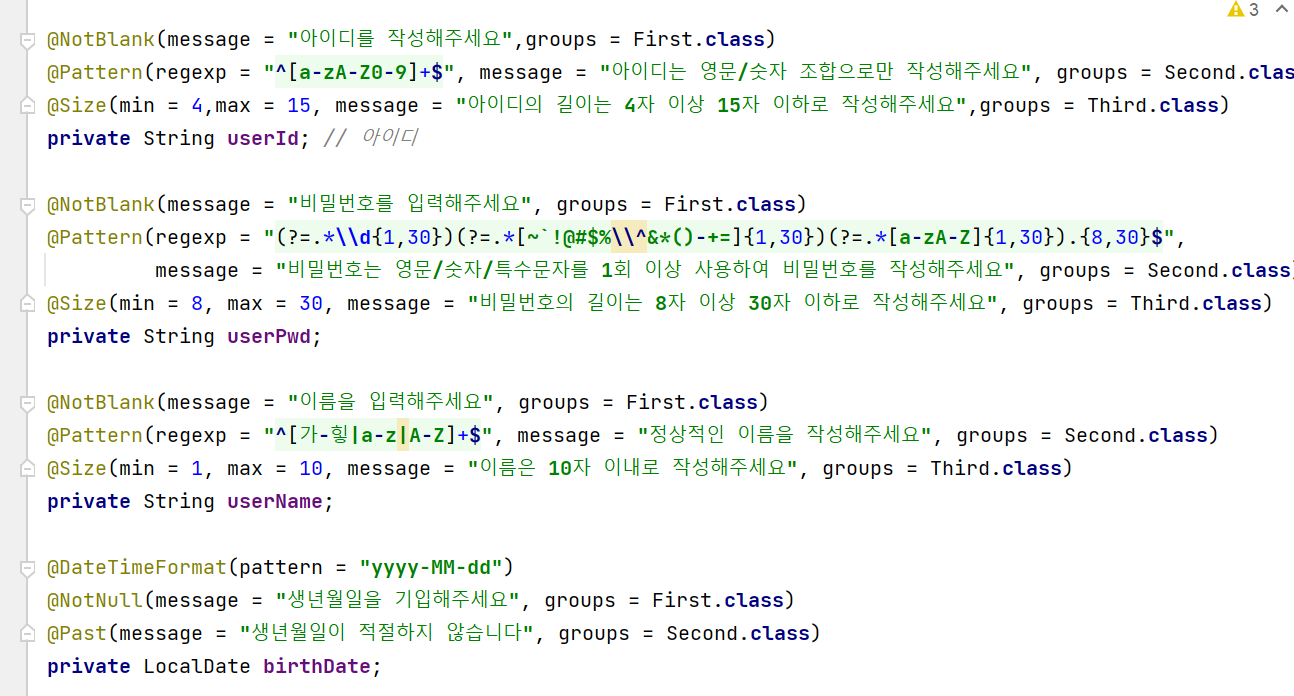 3
@NotBlank(message = "아이디를 작성해주세요",groups = First.class)
@Pattern(regexp = "^[a-zA-Z0-9]+$", message = "아이디는 영문/숫자 조합으로만 작성해주세요", groups = Second.clas
@Size(min = 4,max = 15, message = "아이디의 길이는 4자 이상 15자 이하로 작성해주세요",groups = Third.class)
private String userId; // 아이디
@NotBlank(message = "비밀번호를 입력해주세요", groups = First.class)
@Pattern(regexp = "(?=.*\\d{1,30})(?=.*[~`!@#$%\\^&*()-+=]{1,30})(?=.*[a-zA-Z]{1,30}).{8,30}$",
message = "비밀번호는 영문/숫자/특수문자를 1회 이상 사용하여 비밀번호를 작성해주세요", groups = Second.class)
@Size(min = 8, max = 30, message = "비밀번호의 길이는 8자 이상 30자 이하로 작성해주세요", groups = Third.class)
private String userPwd;
@NotBlank(message = "이름을 입력해주세요", groups = First.class)
@Pattern(regexp = "^[가-힣|a-z|A-Z]+$", message = "정상적인 이름을 작성해주세요", groups = Second.class)
@Size(min = 1, max = 10, message = "이름은 10자 이내로 작성해주세요", groups = Third.class)
private String userName;
@DateTimeFormat(pattern = "yyyy-MM-dd")
@NotNull(message = "생년월일을 기입해주세요", groups = First.class)
@Past(message = "생년월일이 적절하지 않습니다", groups = Second.class)
private LocalDate birthDate;